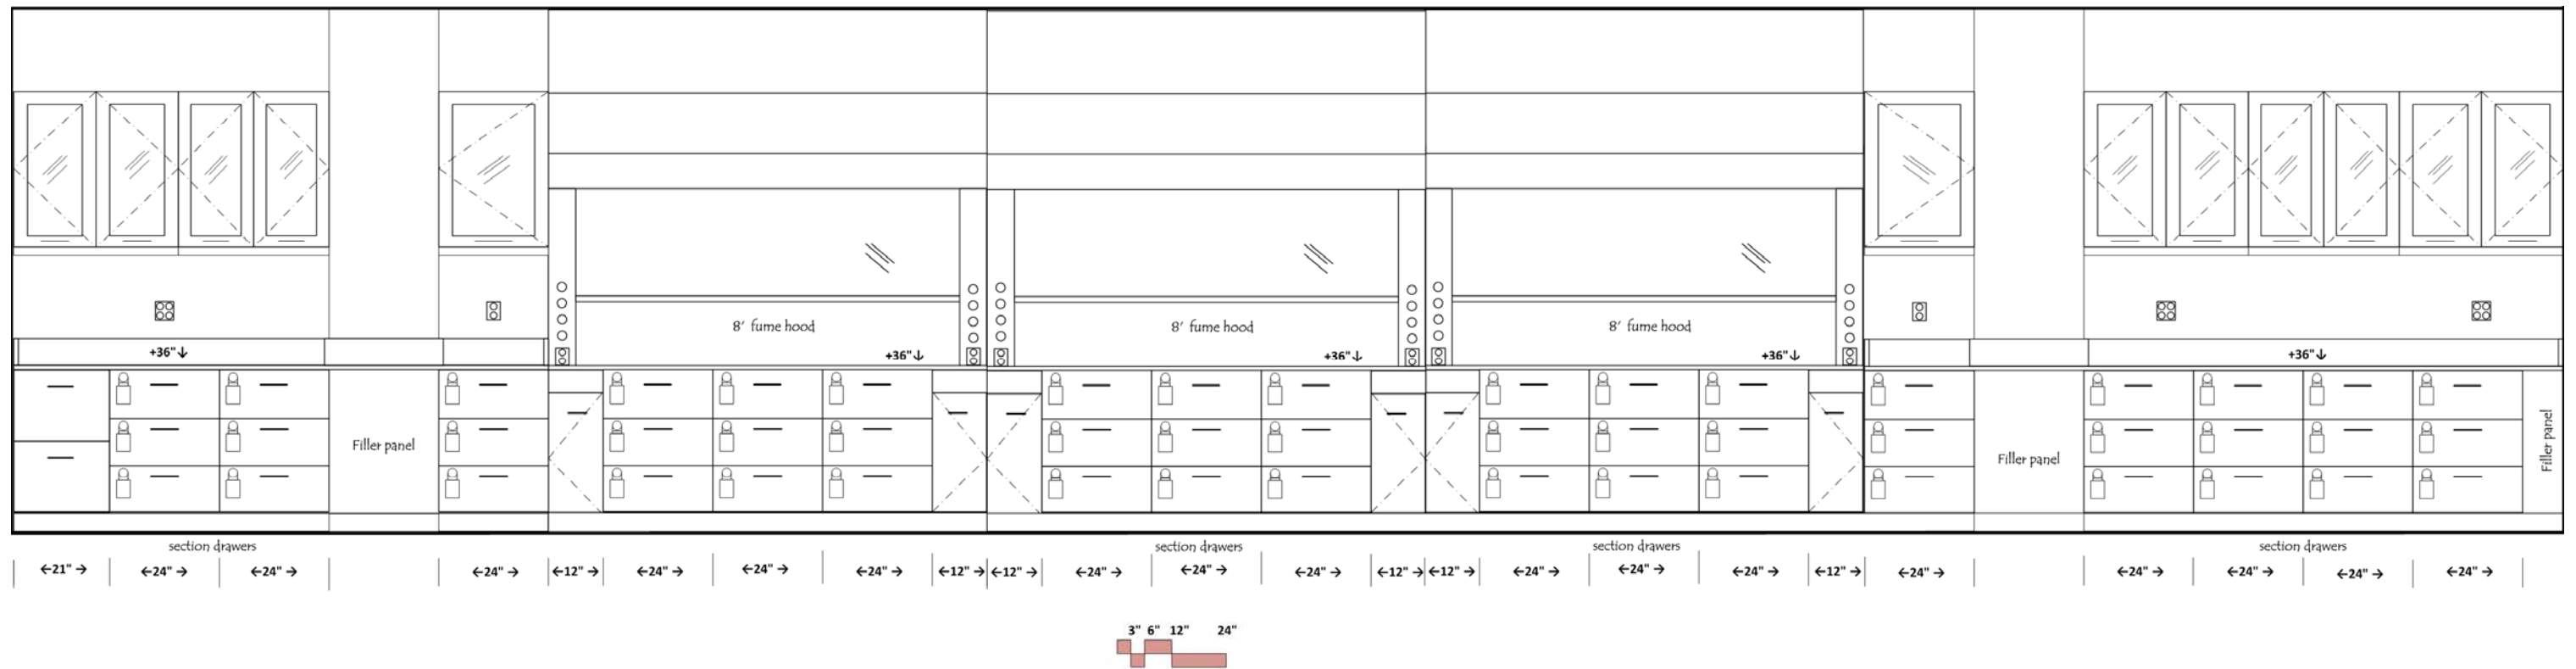 8' fume hood
8' fume hood
8' fume hood
+36"↓
+36"↓
+36"↓
+36"↓
+36"↓
Filler panel
Filler panel
Filler panel
section drawers
section drawers
section drawers
section drawers
←21" →
←24" →
←24" →
←24" →
←12" →
←24" →
←24" →
←24" →
←12" →
←12" →
←24" →
←24" →
←24" →
←12" →
←12" →
←24" →
←24" →
←24" →
←12" →
←24" →
←24" →
←24" →
←24" →
←24" →
3" 6" 12" 24"